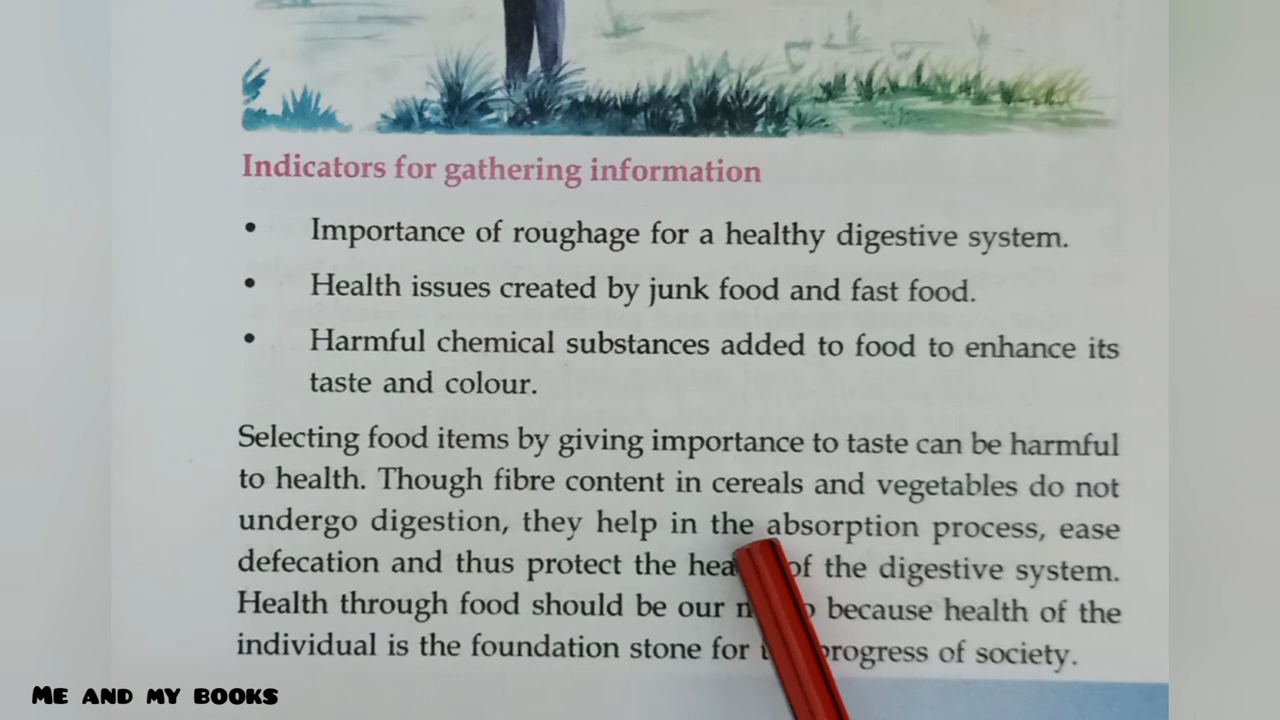 Indicators for gathering information
• Importance of roughage for a healthy digestive system.
• Health issues created by junk food and fast food.
• Harmful chemical substances added to food to enhance its
taste and colour.
Selecting food items by giving importance to taste can be harmful
to health. Though fibre content in cereals and vegetables do not
undergo digestion, they help in the absorption process, ease
defecation and thus protect the of the digestive system.
Health through food should be our because health of the
individual is the foundation stone for progress of society.
ME AND MY BOOKS